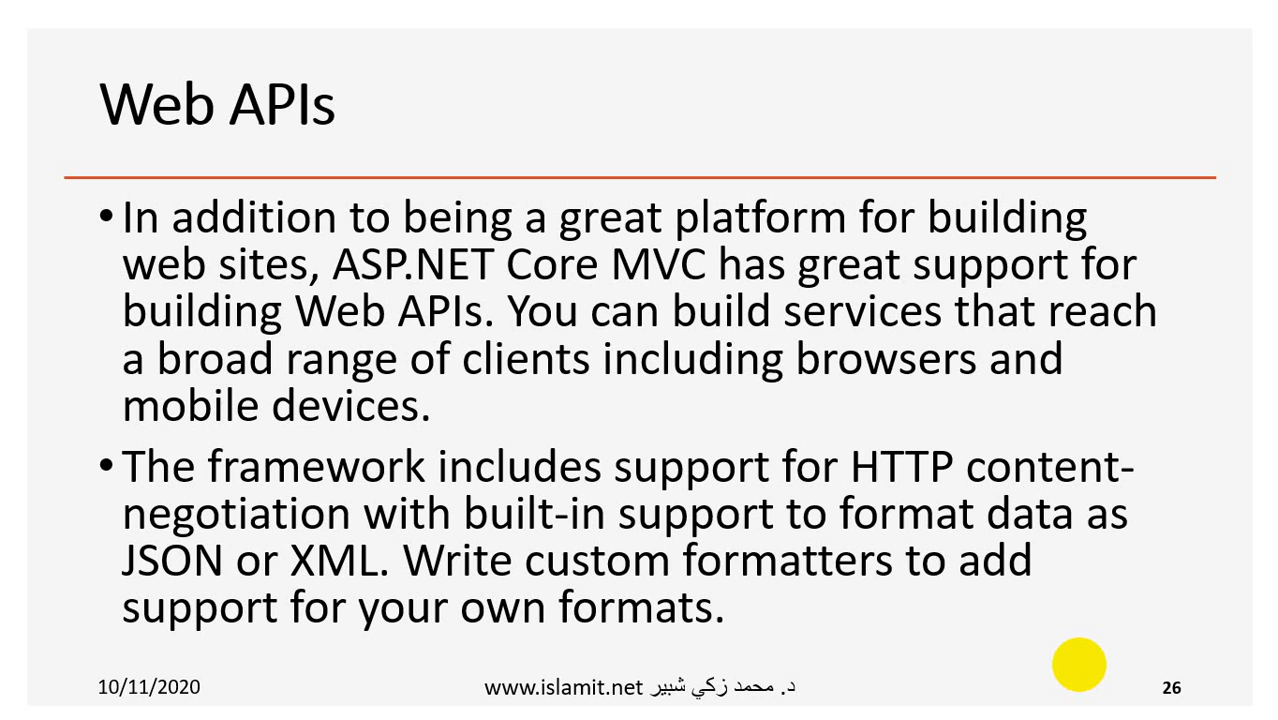 Web APIs
• In addition to being a great platform for building
web sites, ASP.NET Core MVC has great support for
building Web APIs. You can build services that reach
a broad range of clients including browsers and
mobile devices.
• The framework includes support for HTTP content-
negotiation with built-in support to format data as
JSON or XML. Write custom formatters to add
support for your own formats.
10/11/2020
www.islamit.net د. محمد زكي شبير
26